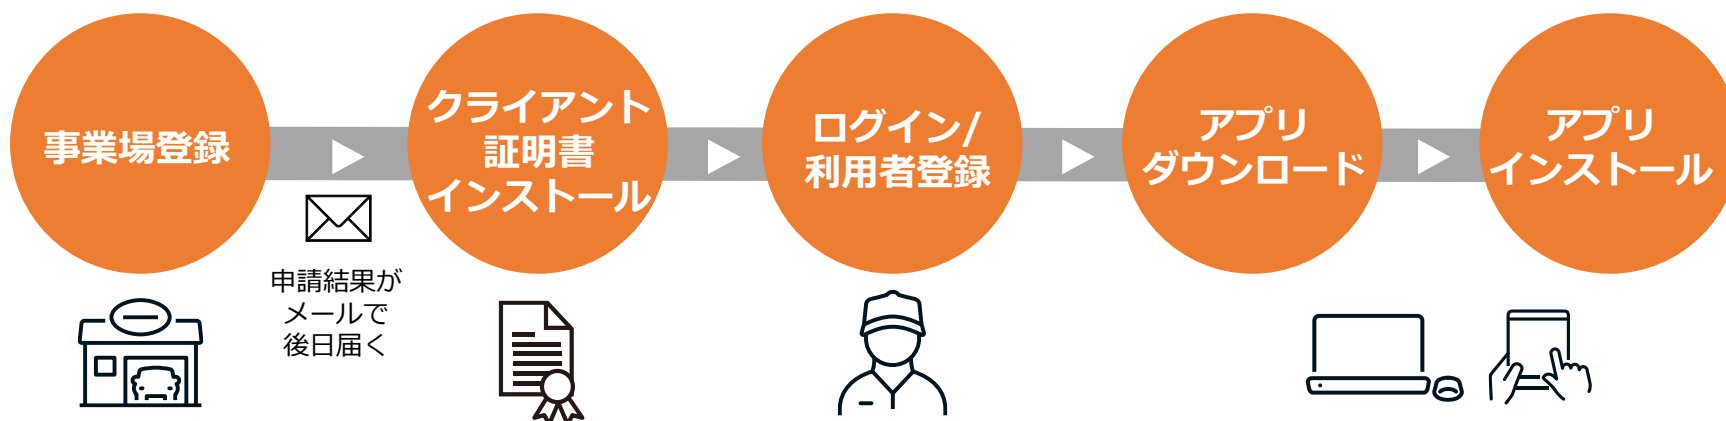 事業場登録
申請結果が
メールで
後日届く
クライアント
証明書
インストール
ログイン/
利用者登録
アプリ
ダウンロード
アプリ
インストール